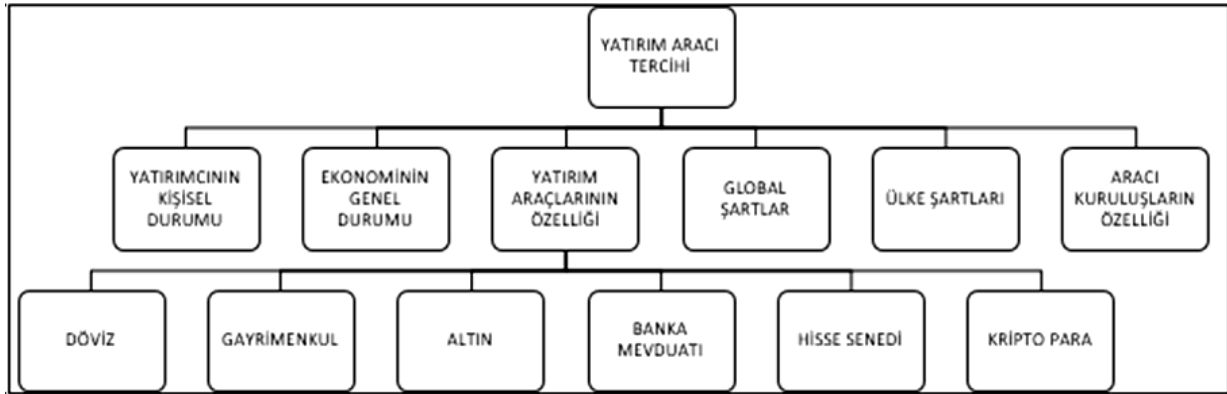 YATIRIM ARACI
TERCİHİ
YATIRIMCININ
KİŞİSEL
DURUMU
EKONOMİNİN
GENEL
DURUMU
YATIRIM
ARAÇLARININ
ÖZELLİĞİ
GLOBAL
ŞARTLAR
ÜLKE ŞARTLARI
ARACI
KURULUŞLARIN
ÖZELLİĞİ
DÖVİZ
GAYRİMENKUL
ALTIN
BANKA
MEVDUATI
HİSSE SENEDİ
KRİPTO PARA